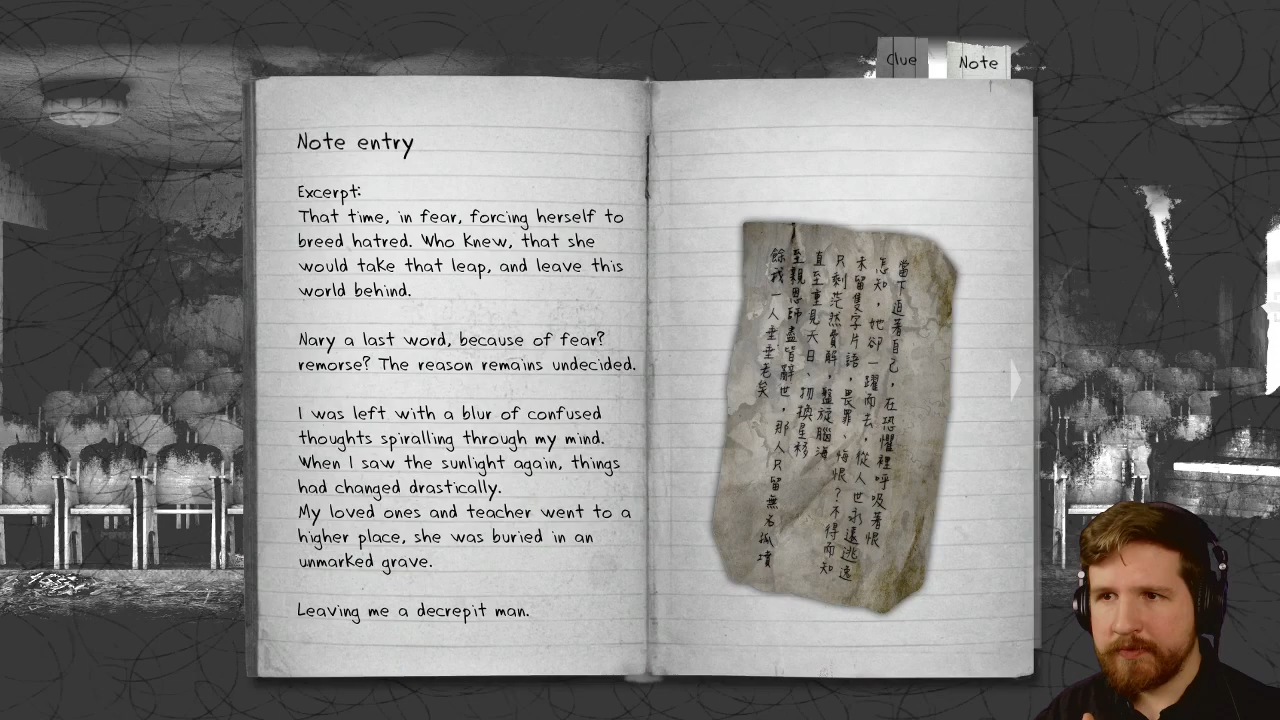 Clue
Note
Note entry
Excerpt:
That time, in fear, forcing herself to
breed hatred. Who knew, that she
would take that leap, and leave this
world behind.
Nary a last word, because of fear?
remorse? The reason remains undecided.
I was left with a blur of confused
thoughts spiralling through my mind.
When I saw the sunlight again, things
had changed drastically.
My loved ones and teacher went to a
higher place, she was buried in an
unmarked grave.
Leaving me a decrepit man.
當下逼著自己，在恐懼裡呼吸著恨
怎知，她卻一躍而去，從人世永遠逃逸
未留隻字片語，畏罪、悔恨？不得而知
只剩茫然費解，盤旋腦海
直至重見天日、物換星移
至親恩師盡皆辭世，那人只留無名孤墳
餘我一人垂垂老矣